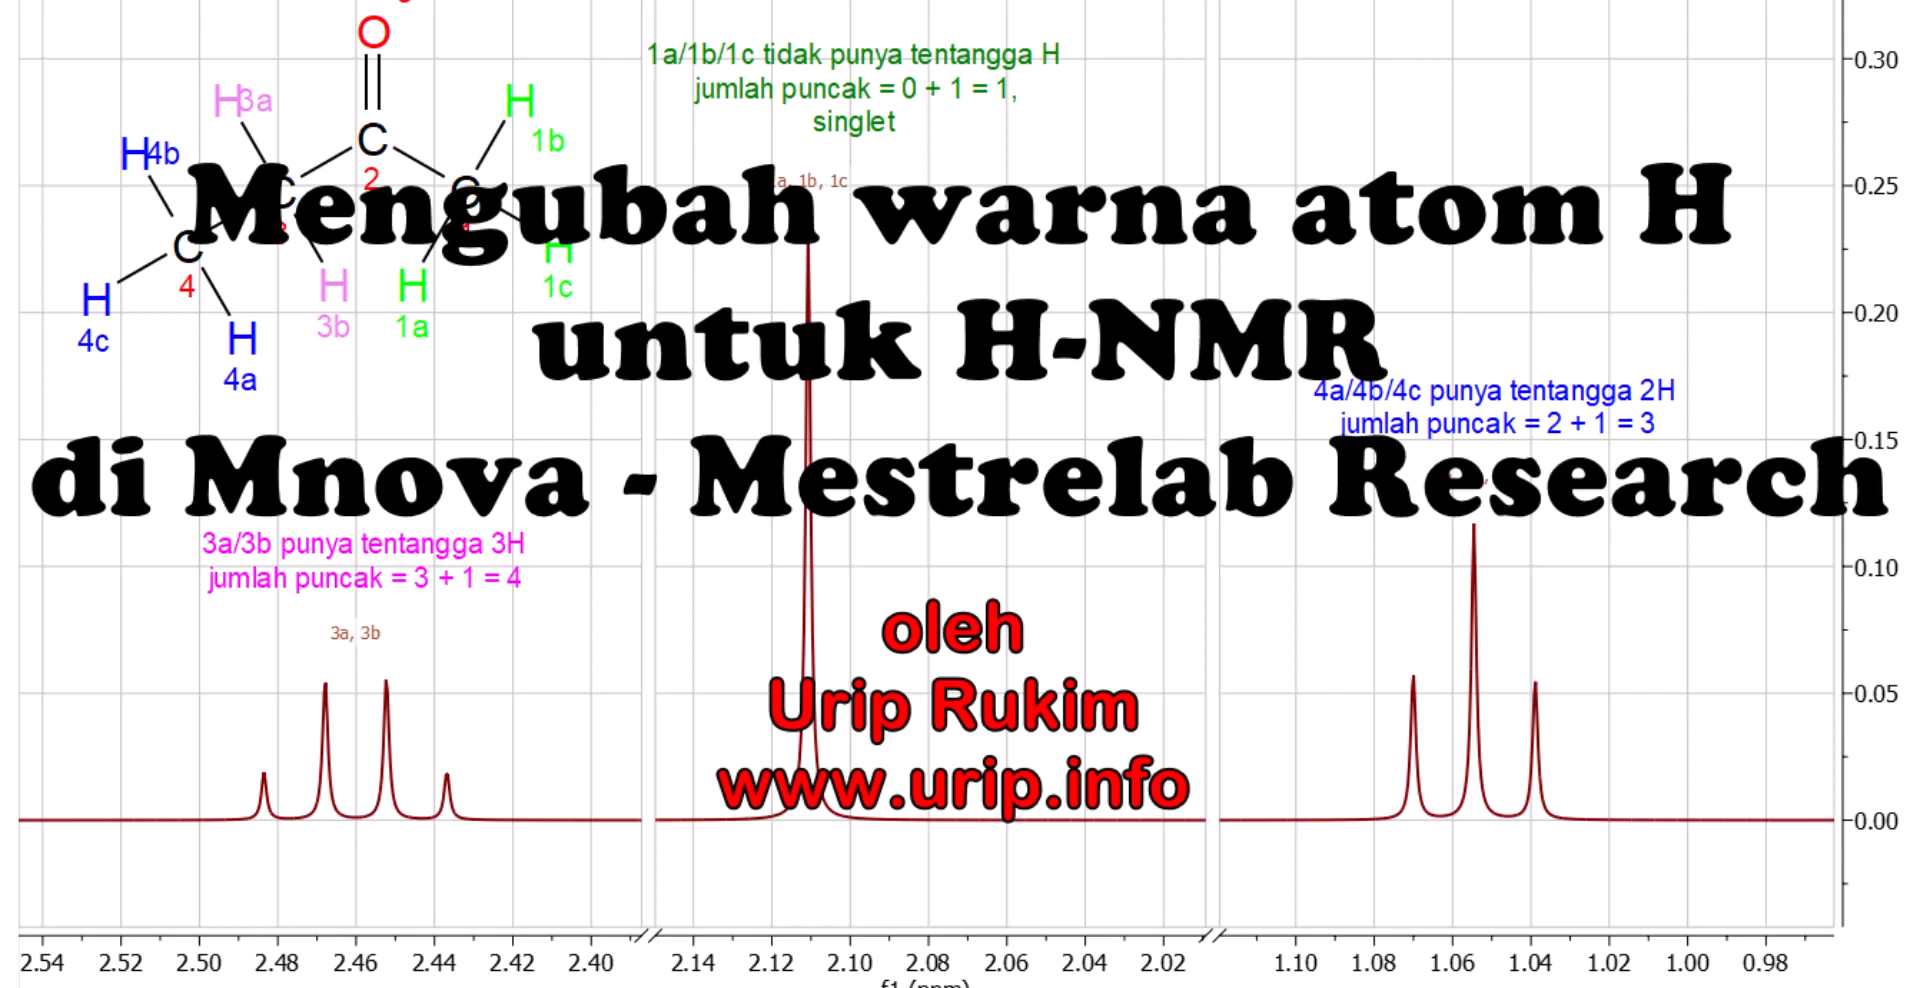 O
1a/1b/1c tidak punya tentangga H
jumlah puncak = 0 + 1 = 1,
singlet
H3a
H
1b
C
H4b
2
1b, 1c
C
C
Mengubah warna atom H
C
4
H
1c
H
3b
H
1a
H
4c
H
4a
untuk H-NMR
4a/4b/4c punya tentangga 2H
jumlah puncak = 2 + 1 = 3
di Mnova - Mestrelab Research
3a/3b punya tentangga 3H
jumlah puncak = 3 + 1 = 4
3a, 3b
oleh
Urip Rukim
www.urip.info
0.30
0.25
0.20
0.15
0.10
0.05
0.00
2.54 2.52 2.50 2.48 2.46 2.44 2.42 2.40 2.14 2.12 2.10 2.08 2.06 2.04 2.02 1.10 1.08 1.06 1.04 1.02 1.00 0.98
f1 (ppm)